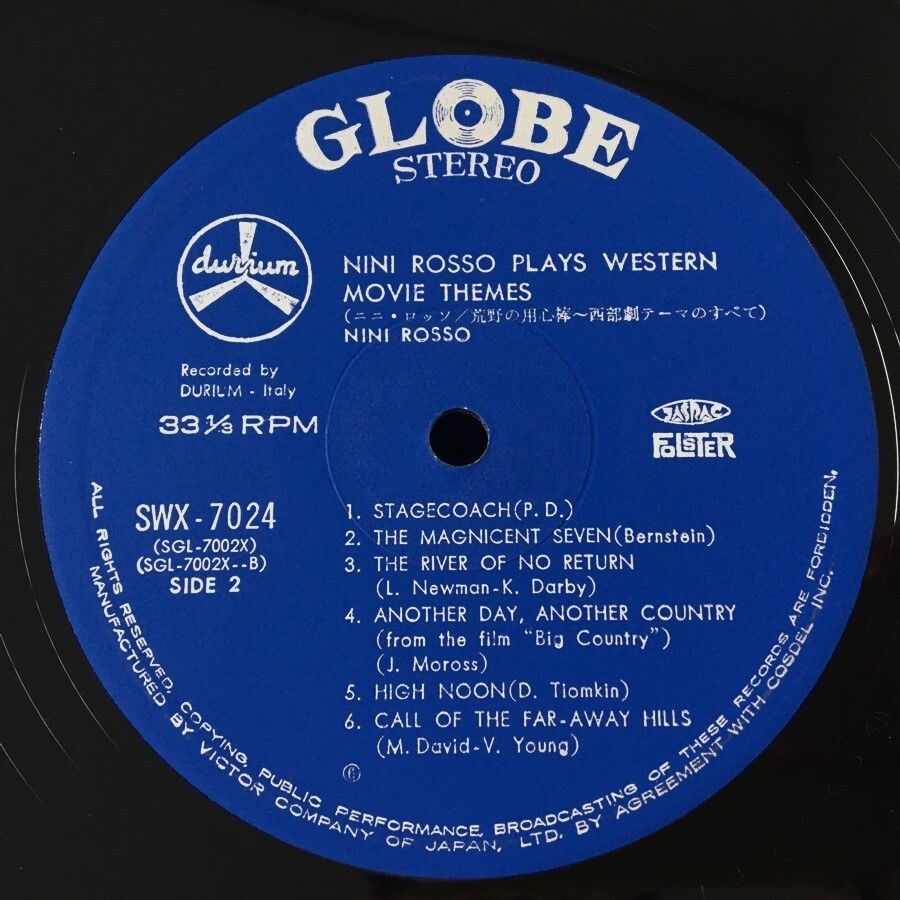 GLOBE
STEREO
durium
NINI ROSSO PLAYS WESTERN
MOVIE THEMES
(ニニ・ロッソ/荒野の用心棒~西部劇テーマのすべて)
NINI ROSSO
Recorded by
DURIUM - Italy
33 1/3 RPM
JASRAC
FOLSTER
SWX-7024
(SGL-7002X)
(SGL-7002X--B)
SIDE 2
1. STAGECOACH(P.D.)
2. THE MAGNICENT SEVEN(Bernstein)
3. THE RIVER OF NO RETURN
(L. Newman-K. Darby)
4. ANOTHER DAY, ANOTHER COUNTRY
(from the film "Big Country")
(J. Moross)
5. HIGH NOON(D. Tiomkin)
6. CALL OF THE FAR-AWAY HILLS
(M. David-V. Young)
ALL RIGHTS RESERVED. COPYING, PUBLIC PERFORMANCE, BROADCASTING OF THESE RECORDS ARE FORBIDDEN.
MANUFACTURED BY VICTOR COMPANY OF JAPAN, LTD. BY AGREEMENT WITH COSDEL INC.